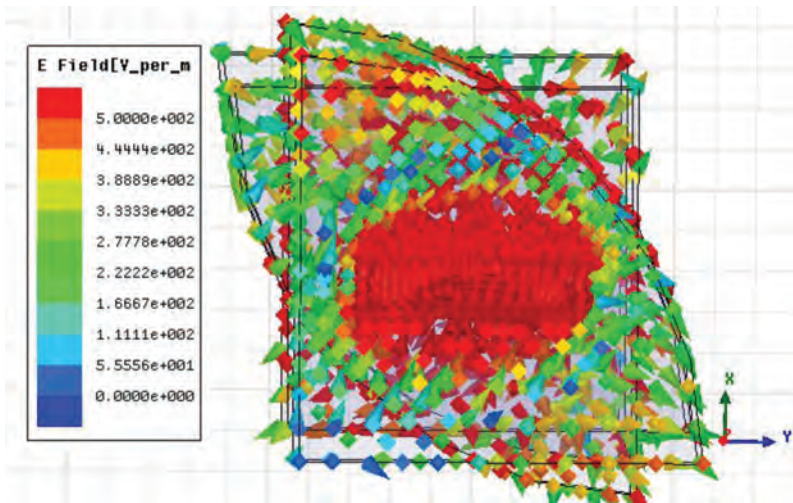 E Field[V_per_m
5.0000e+002
4.4444e+002
3.8889e+002
3.3333e+002
2.7778e+002
2.2222e+002
1.6667e+002
1.1111e+002
5.5556e+001
0.0000e+000
X
Y